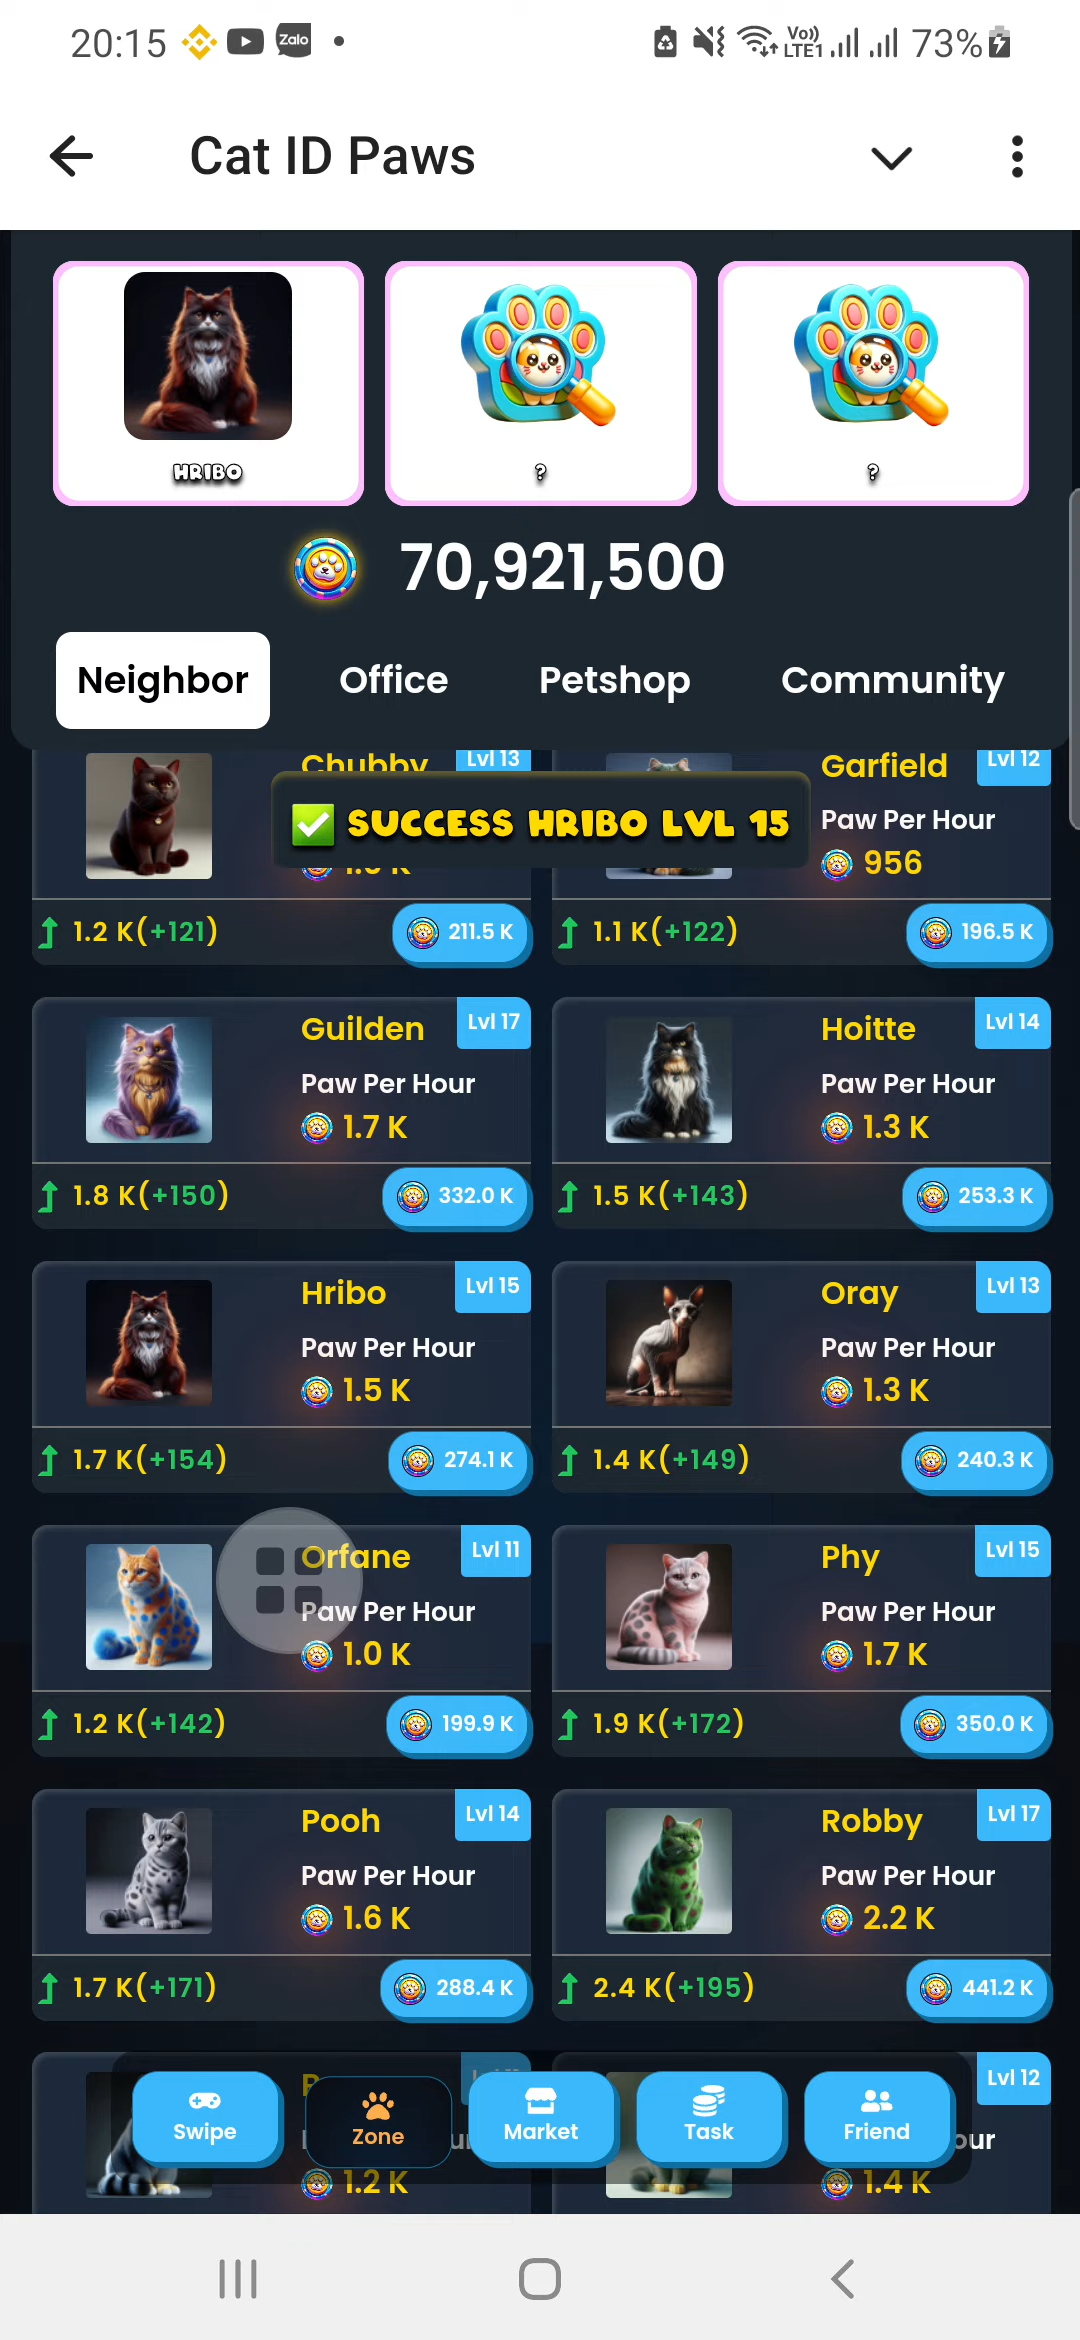 20:15
Zalo
Vo)) LTE1
73%
Cat ID Paws
HRIBO
?
?
70,921,500
Neighbor
Office
Petshop
Community
Chubby
Lvl 13
Garfield
Lvl 12
Paw Per Hour
956
✅ SUCCESS HRIBO LVL 15
1.2 K(+121)
211.5 K
1.1 K(+122)
196.5 K
Guilden
Lvl 17
Paw Per Hour
1.7 K
1.8 K(+150)
332.0 K
Hoitte
Lvl 14
Paw Per Hour
1.3 K
1.5 K(+143)
253.3 K
Hribo
Lvl 15
Paw Per Hour
1.5 K
1.7 K(+154)
274.1 K
Oray
Lvl 13
Paw Per Hour
1.3 K
1.4 K(+149)
240.3 K
Orfane
Lvl 11
Paw Per Hour
1.0 K
1.2 K(+142)
199.9 K
Phy
Lvl 15
Paw Per Hour
1.7 K
1.9 K(+172)
350.0 K
Pooh
Lvl 14
Paw Per Hour
1.6 K
1.7 K(+171)
288.4 K
Robby
Lvl 17
Paw Per Hour
2.2 K
2.4 K(+195)
441.2 K
Lvl 12
Swipe
Zone
Market
Task
Friend
1.2 K
1.4 K